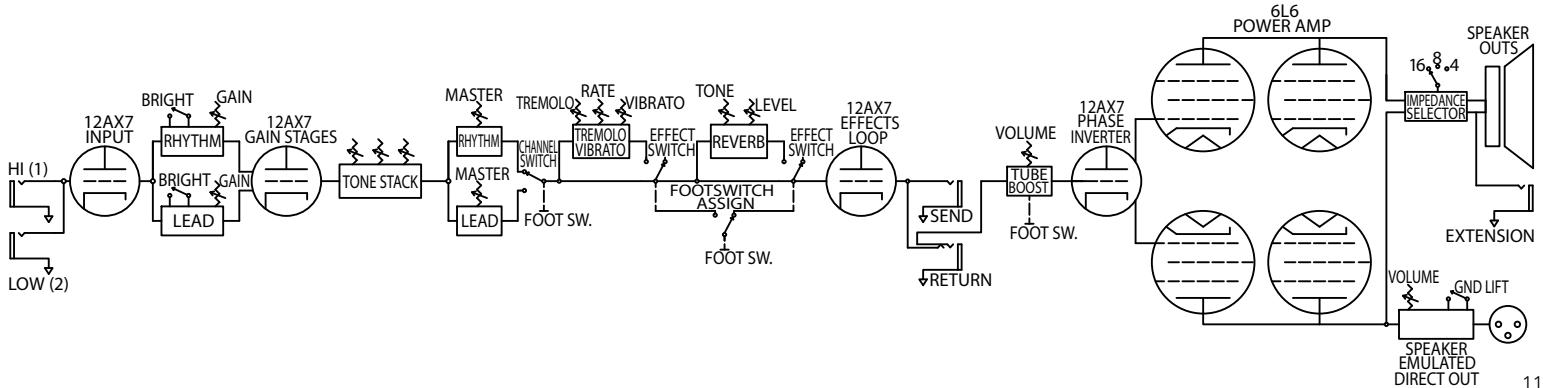 HI (1)
LOW (2)
12AX7
INPUT
BRIGHT
GAIN
RHYTHM
BRIGHT
GAIN
LEAD
12AX7
GAIN STAGES
TONE STACK
MASTER
RHYTHM
MASTER
LEAD
CHANNEL
SWITCH
FOOT SW.
TREMOLO
RATE
VIBRATO
TREMOLO
VIBRATO
EFFECT
SWITCH
TONE
LEVEL
REVERB
EFFECT
SWITCH
FOOTSWITCH
ASSIGN
FOOT SW.
12AX7
EFFECTS
LOOP
SEND
RETURN
VOLUME
TUBE
BOOST
FOOT SW.
12AX7
PHASE
INVERTER
6L6
POWER AMP
16
8
4
IMPEDANCE
SELECTOR
SPEAKER
OUTS
EXTENSION
VOLUME
GND LIFT
SPEAKER
EMULATED
DIRECT OUT
11